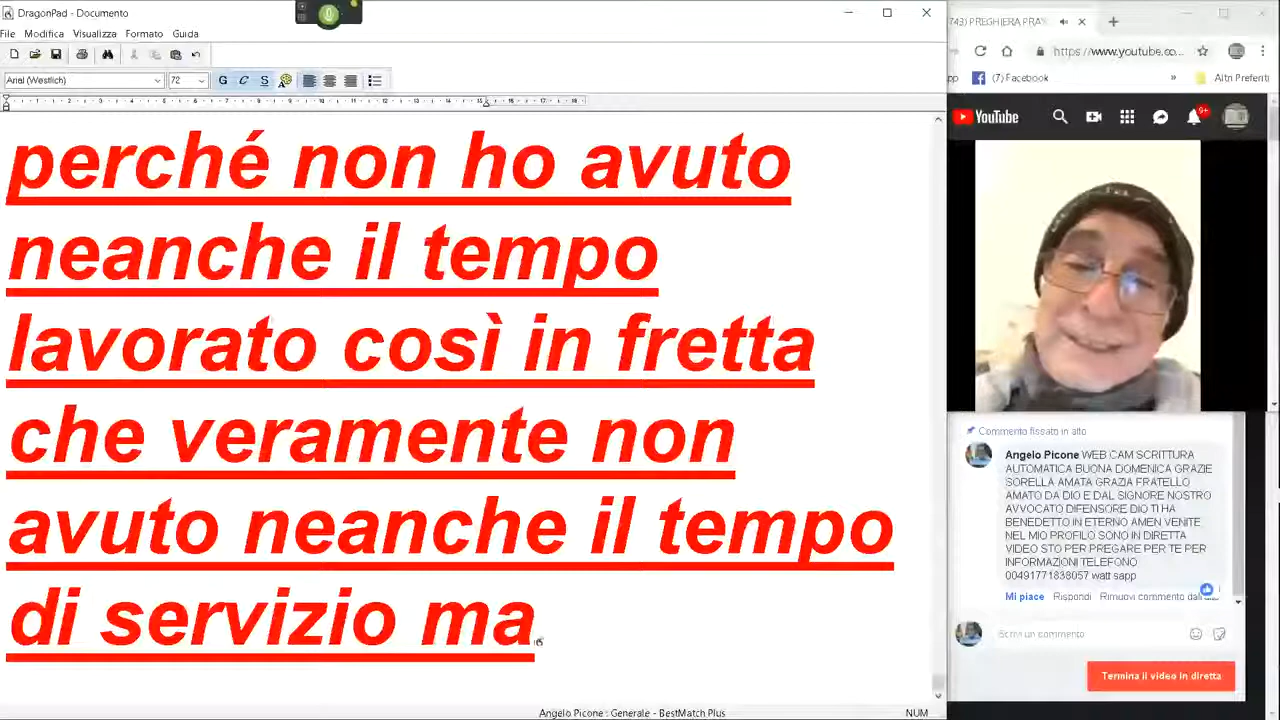 DragonPad - Documento
File Modifica Visualizza Formato Guida
Arial (Westlich) 72 G C S
perché non ho avuto
neanche il tempo
lavorato così in fretta
che veramente non
avuto neanche il tempo
di servizio ma
Angelo Picone : Generale - BestMatch Plus NUM
743) PREGHIERA
https://www.youtube.co...
(7) Facebook » Altri Preferiti
YouTube 9+
Commento fissato in alto
Angelo Picone WEB CAM SCRITTURA
AUTOMATICA BUONA DOMENICA GRAZIE
SORELLA AMATA GRAZIA FRATELLO
AMATO DA DIO E DAL SIGNORE NOSTRO
AVVOCATO DIFENSORE DIO TI HA
BENEDETTO IN ETERNO AMEN VENITE
NEL MIO PROFILO SONO IN DIRETTA
VIDEO STO PER PREGARE PER TE PER
INFORMAZIONI TELEFONO
00491771838057 watt sapp
Mi piace Rispondi Rimuovi commento
Scrivi un commento
Termina il video in diretta